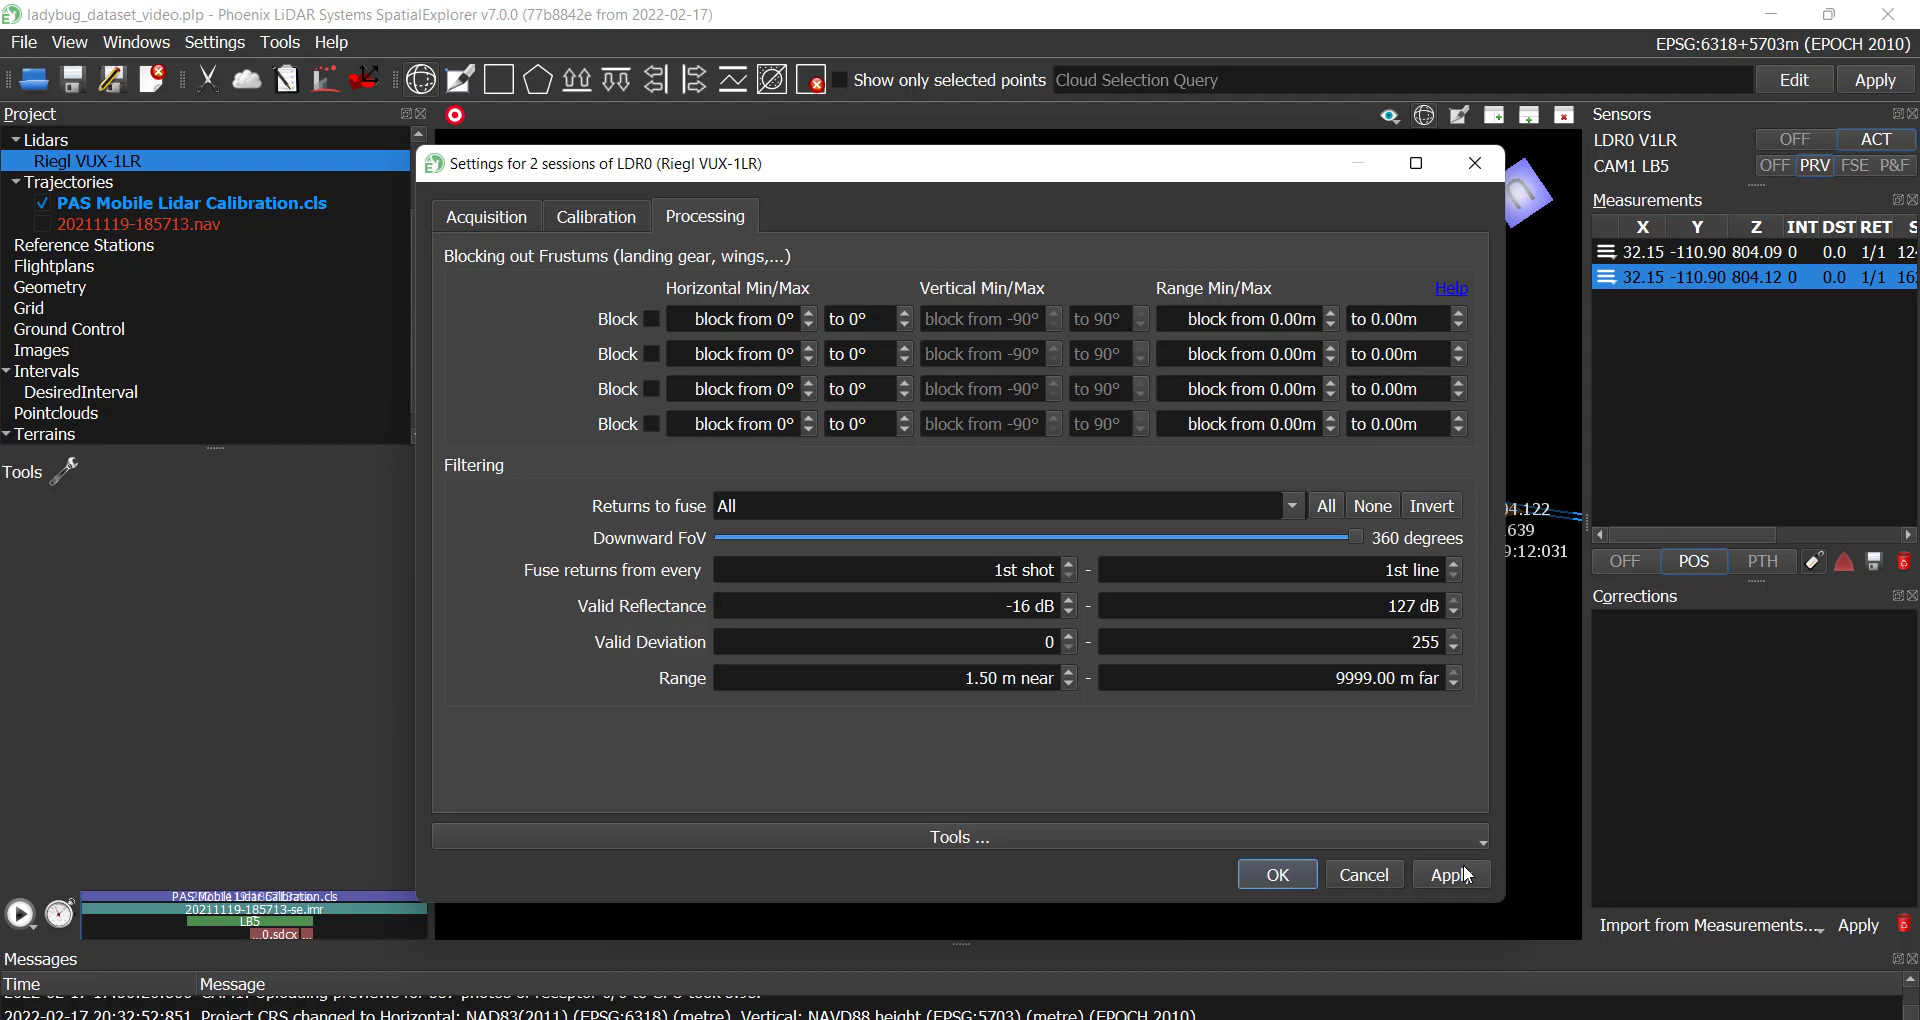 ladybug_dataset_video.plp - Phoenix LiDAR Systems SpatialExplorer v7.0.0 (77b8842e from 2022-02-17)
File View Windows Settings Tools Help
EPSG:6318+5703m (EPOCH 2010)
Show only selected points Cloud Selection Query Edit Apply
Project
Lidars
Riegl VUX-1LR
Trajectories
PAS Mobile Lidar Calibration.cls
20211119-185713.nav
Reference Stations
Flightplans
Geometry
Grid
Ground Control
Images
Intervals
DesiredInterval
Pointclouds
Terrains
Tools
Settings for 2 sessions of LDR0 (Riegl VUX-1LR)
Acquisition Calibration Processing
Blocking out Frustums (landing gear, wings,...)
Horizontal Min/Max Vertical Min/Max Range Min/Max Help
Block block from 0° to 0° block from -90° to 90° block from 0.00m to 0.00m
Block block from 0° to 0° block from -90° to 90° block from 0.00m to 0.00m
Block block from 0° to 0° block from -90° to 90° block from 0.00m to 0.00m
Block block from 0° to 0° block from -90° to 90° block from 0.00m to 0.00m
Filtering
Returns to fuse All All None Invert
Downward FoV 360 degrees
Fuse returns from every 1st shot - 1st line
Valid Reflectance -16 dB - 127 dB
Valid Deviation 0 - 255
Range 1.50 m near - 9999.00 m far
Tools ...
OK Cancel Apply
4.122
639
9:12:031
Sensors
LDR0 V1LR OFF ACT
CAM1 LB5 OFF PRV FSE P&F
Measurements
X Y Z INT DST RET S
32.15 -110.90 804.09 0 0.0 1/1 124
32.15 -110.90 804.12 0 0.0 1/1 16
OFF POS PTH
Corrections
Import from Measurements... Apply
20211119-185713-se.imr
LB5
...0.sdcx ...
Messages
Time Message
2022-02-17 20:32:52:851 Project CRS changed to Horizontal: NAD83(2011) (EPSG:6318) (metre) Vertical: NAVD88 height (EPSG:5703) (metre) (EPOCH 2010)